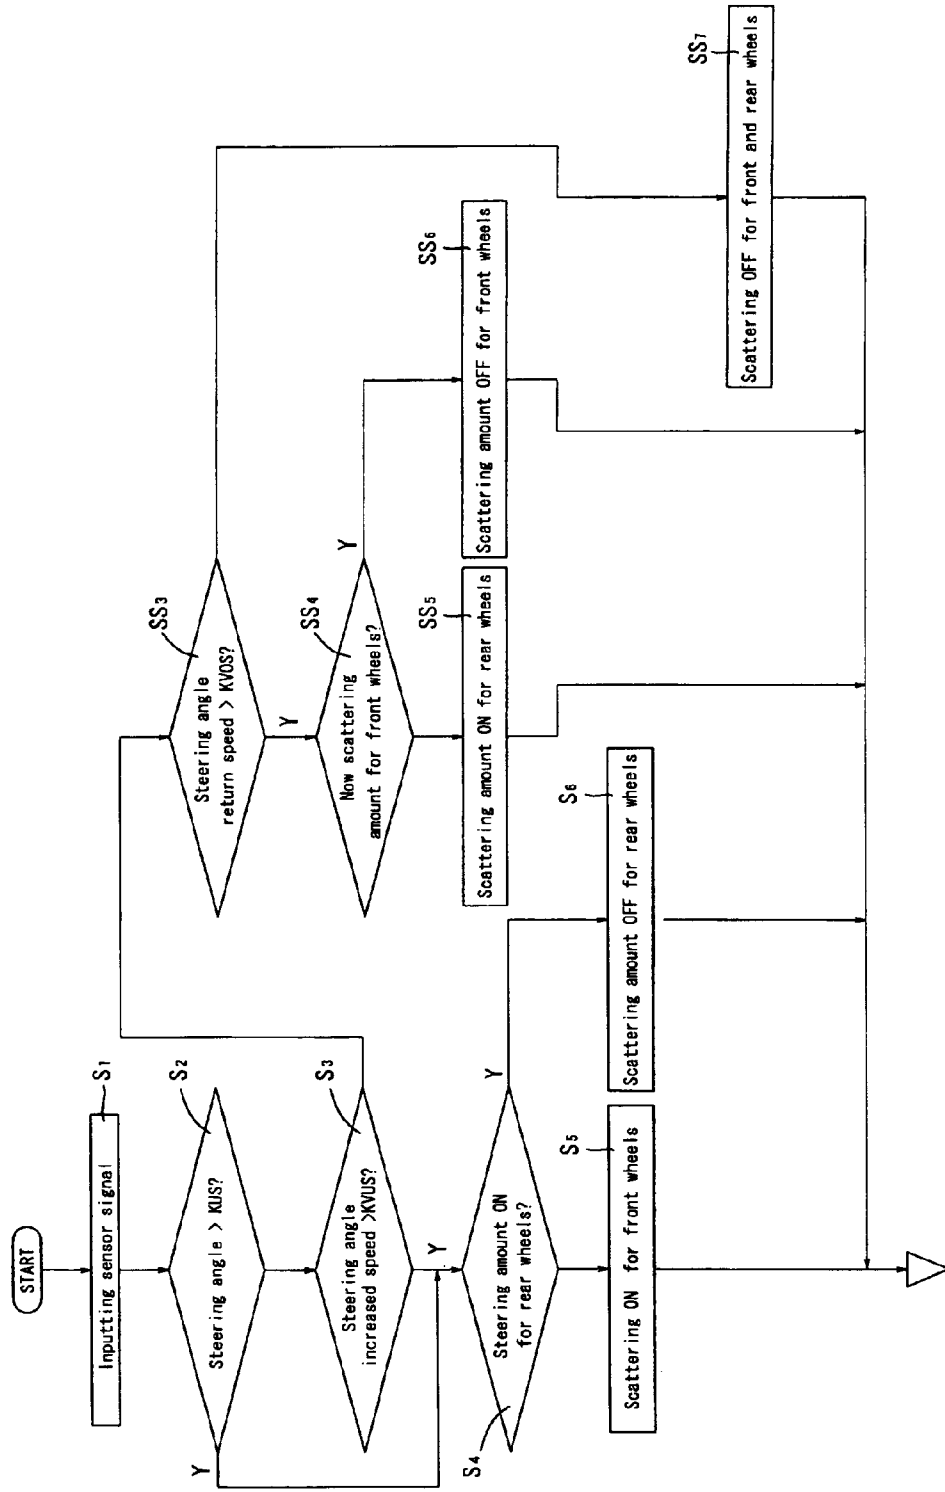 START
Inputting sensor signal
S1
Steering angle > KUS?
S2
Y
Steering angle
increased speed >KVUS?
S3
Y
Steering amount ON
for rear wheels?
S4
Y
Scattering ON for front wheels
S5
Scattering amount OFF for rear wheels
S6
Steering angle
return speed > KVOS?
SS3
Y
Now scattering
amount for front wheels?
SS4
Y
Scattering amount ON for rear wheels
SS5
Scattering amount OFF for front wheels
SS6
Scattering OFF for front and rear wheels
SS7